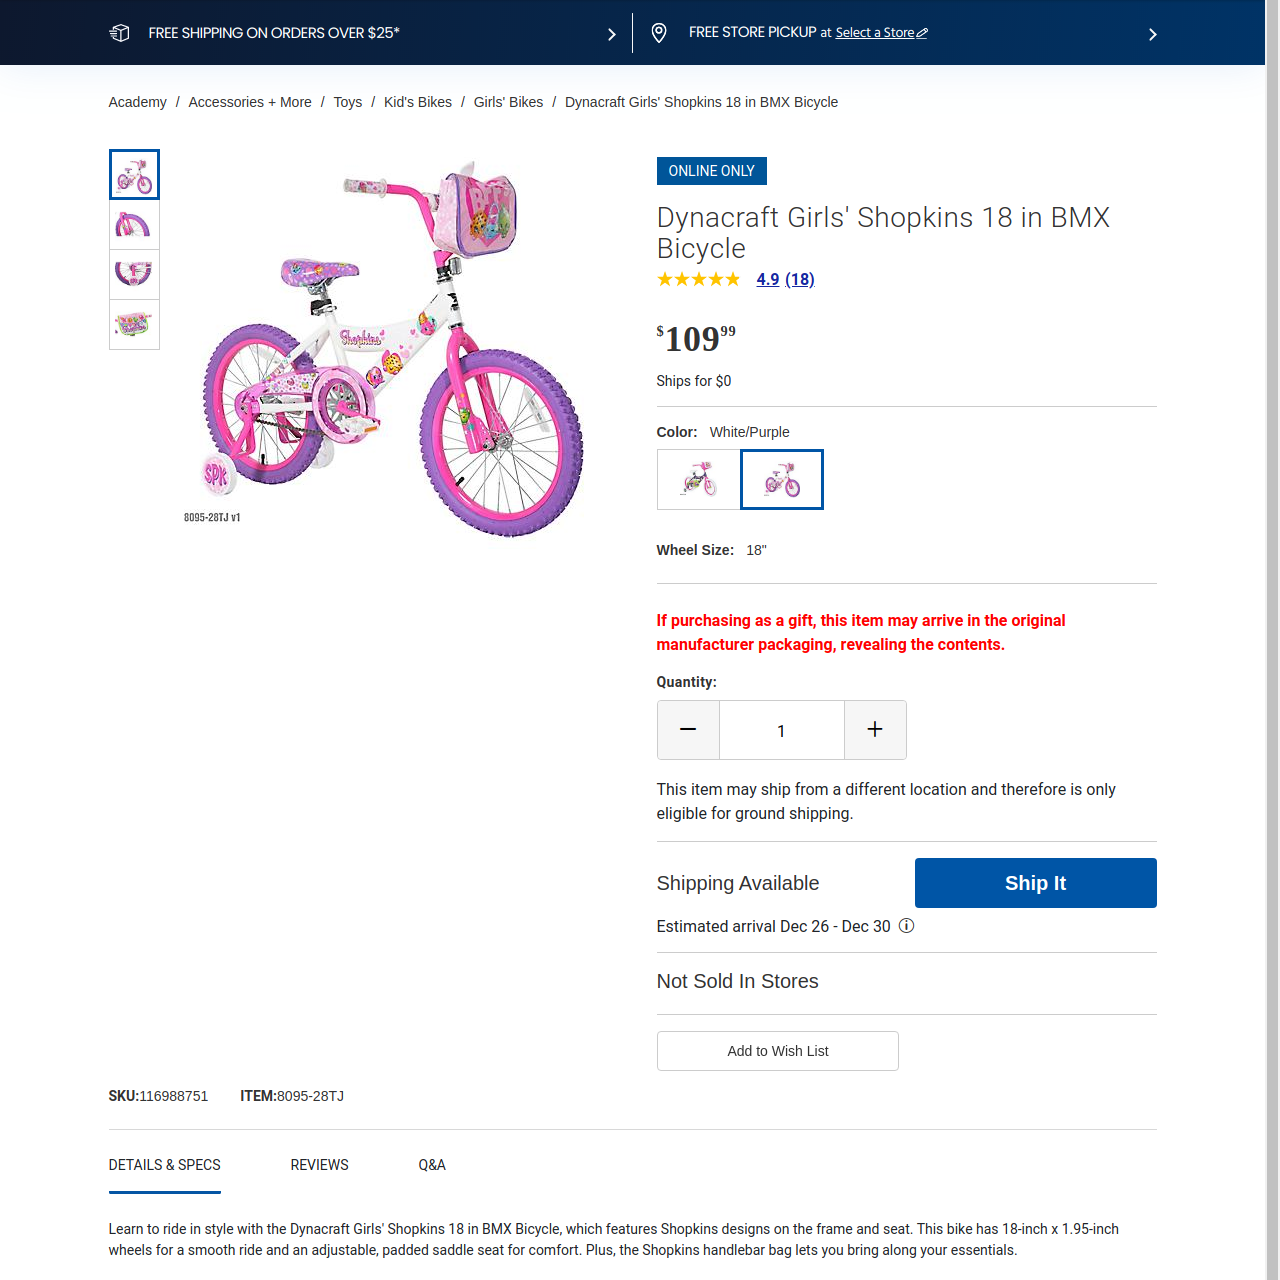 FREE SHIPPING ON ORDERS OVER $25*
FREE STORE PICKUP at Select a Store
Academy / Accessories + More / Toys / Kid's Bikes / Girls' Bikes / Dynacraft Girls' Shopkins 18 in BMX Bicycle
ONLINE ONLY
Dynacraft Girls' Shopkins 18 in BMX
Bicycle
4.9 (18)
$109 99
Ships for $0
Color: White/Purple
Wheel Size: 18"
If purchasing as a gift, this item may arrive in the original
manufacturer packaging, revealing the contents.
Quantity:
1
This item may ship from a different location and therefore is only
eligible for ground shipping.
Shipping Available
Ship It
Estimated arrival Dec 26 - Dec 30
Not Sold In Stores
Add to Wish List
Shopkins
SPK
8095-28TJ v1
SKU:116988751 ITEM:8095-28TJ
DETAILS & SPECS REVIEWS Q&A
Learn to ride in style with the Dynacraft Girls' Shopkins 18 in BMX Bicycle, which features Shopkins designs on the frame and seat. This bike has 18-inch x 1.95-inch
wheels for a smooth ride and an adjustable, padded saddle seat for comfort. Plus, the Shopkins handlebar bag lets you bring along your essentials.